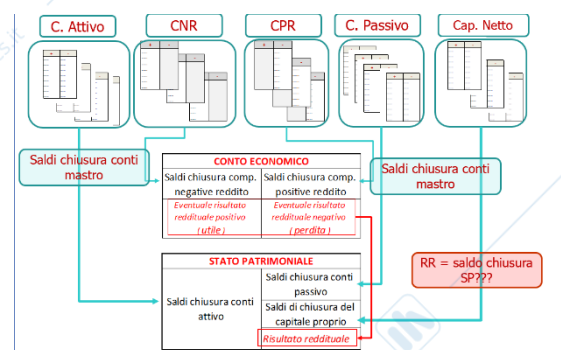 C. Attivo
CNR
CPR
C. Passivo
Cap. Netto
Saldi chiusura conti
mastro
CONTO ECONOMICO
Saldi chiusura comp.
negative reddito
Saldi chiusura comp.
positive reddito
Eventuale risultato
reddituale positivo
(utile)
Eventuale risultato
reddituale negativo
(perdita)
Saldi chiusura conti
mastro
STATO PATRIMONIALE
Saldi chiusura conti
attivo
Saldi chiusura conti
passivo
Saldi di chiusura del
capitale proprio
Risultato reddituale
RR = saldo chiusura
SP???